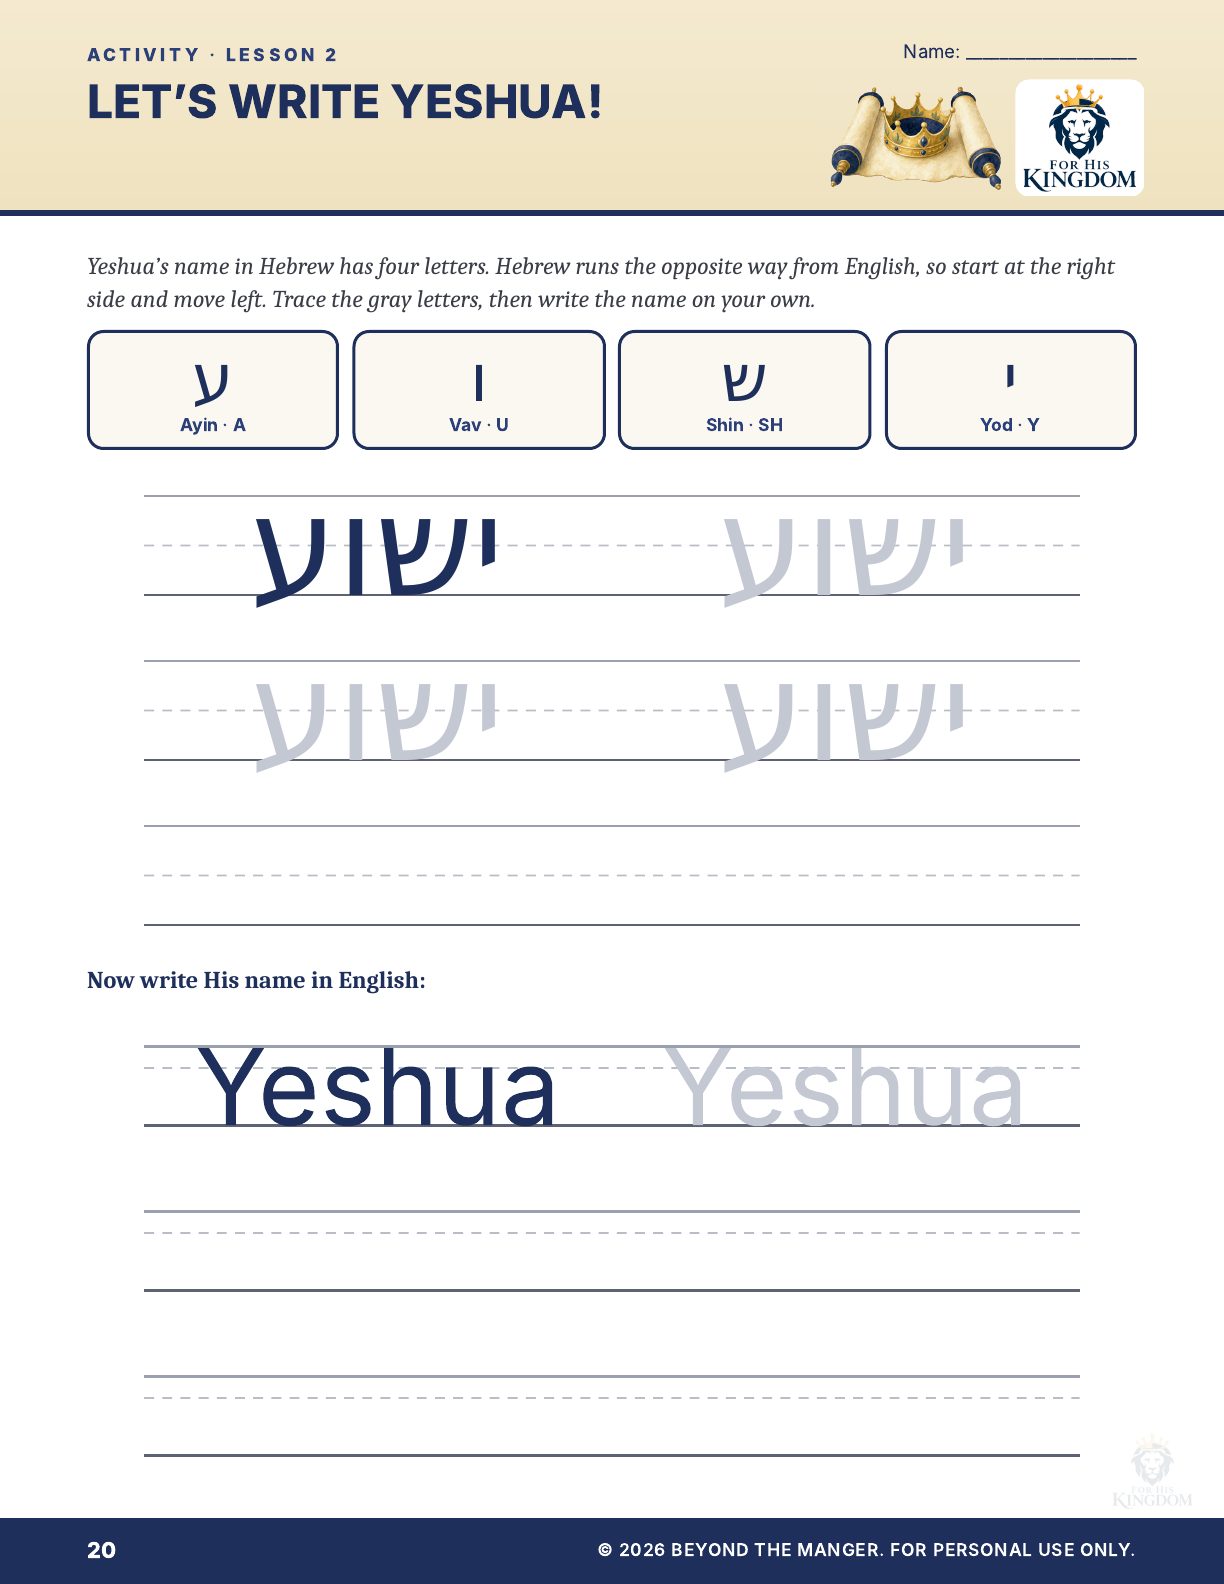 ACTIVITY · LESSON 2
Name: ___________________
LET’S WRITE YESHUA!
FOR HIS
KINGDOM
Yeshua’s name in Hebrew has four letters. Hebrew runs the opposite way from English, so start at the right
side and move left. Trace the gray letters, then write the name on your own.
ע ו ש י
Ayin · A Vav · U Shin · SH Yod · Y
ישוע ישוע
ישוע ישוע
Now write His name in English:
Yeshua Yeshua
FOR HIS
KINGDOM
20 © 2026 BEYOND THE MANGER. FOR PERSONAL USE ONLY.